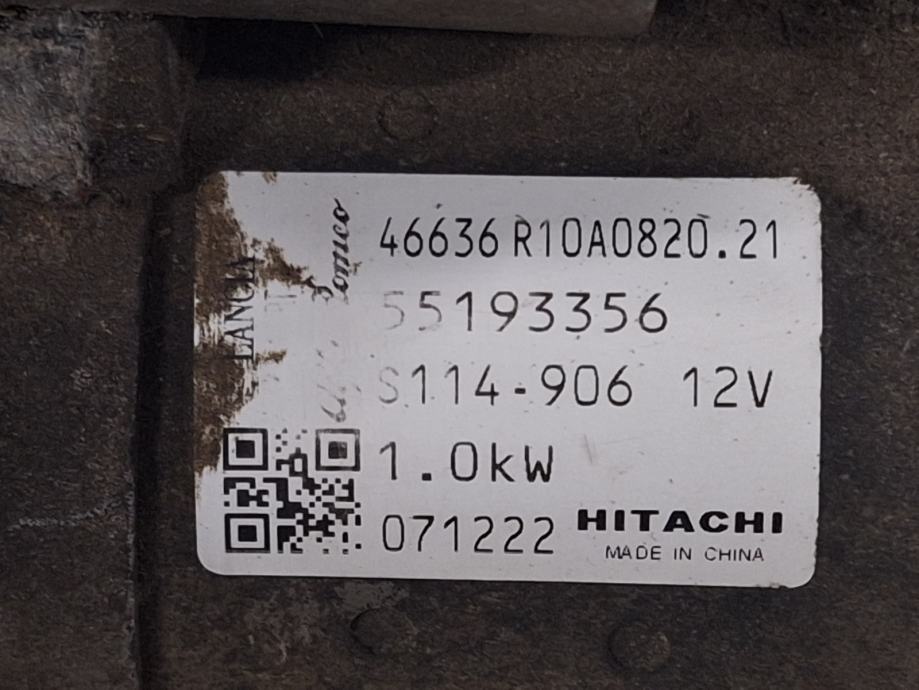 46636 R10A0820.21
55193356
S114-906 12V
1.0kW
071222 HITACHI
MADE IN CHINA
LANCIA